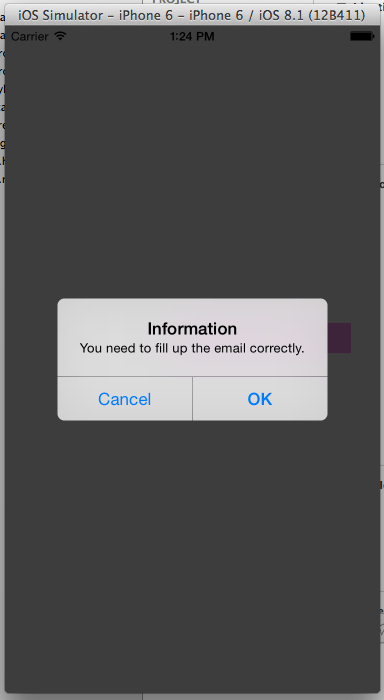 PROJECT
iOS Simulator – iPhone 6 – iPhone 6 / iOS 8.1 (12B411)
Carrier 1:24 PM
Information
You need to fill up the email correctly.
Cancel OK